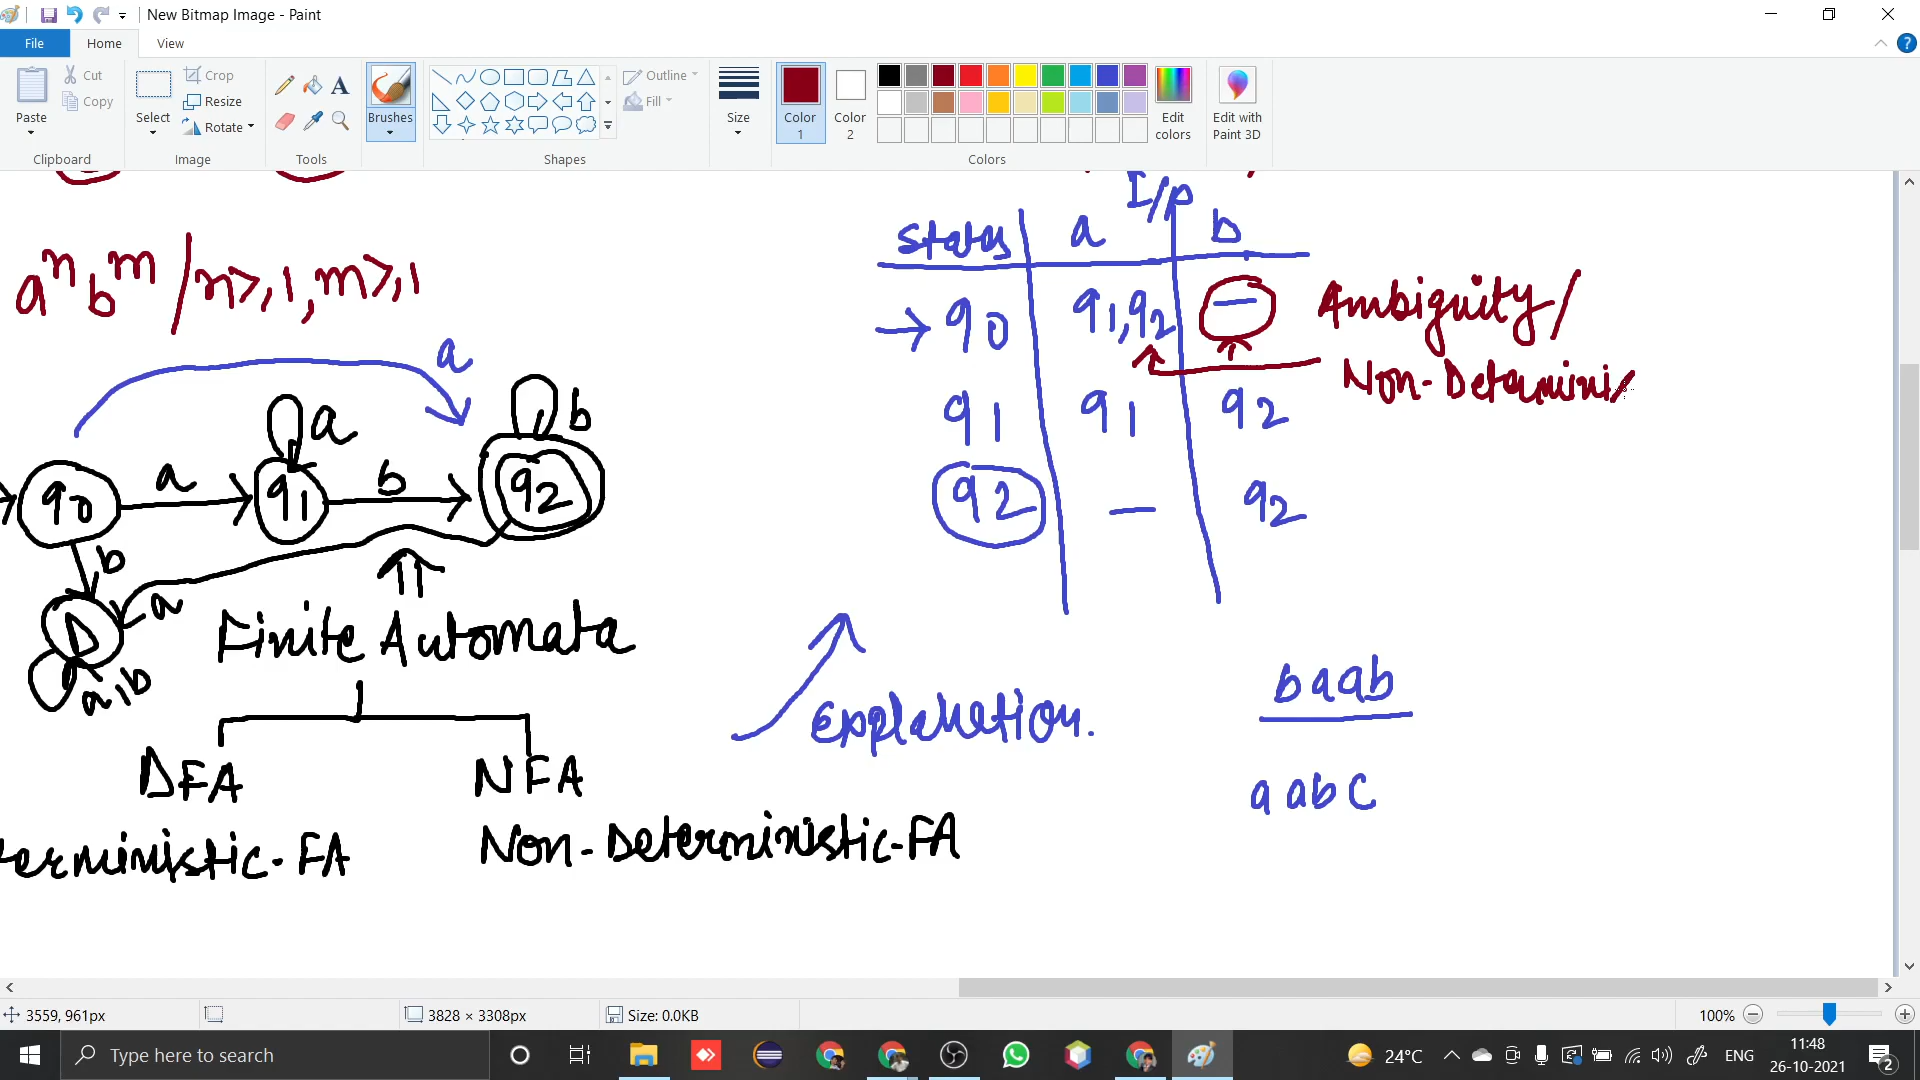 New Bitmap Image - Paint
File Home View
Paste
Cut
Copy
Clipboard
Select
Crop
Resize
Rotate
Image
A
Tools
Brushes
Shapes
Outline
Fill
Size
Color 1
Color 2
Colors
Edit colors
Edit with Paint 3D
a^n b^m / n>,1, m>,1
I/p
states a b
→ q0 q1,q2 —
q1 q1 q2
q2 — q2
Ambiguity/
Non-Determinis
a
a b
q0 a q1 b q2
b
D a
a,b
Finite Automata
DFA NFA
terministic-FA Non-Deterministic-FA
Explanetion.
baab
aabc
3559, 961px 3828 × 3308px Size: 0.0KB 100%
Type here to search
24°C ENG 11:48
26-10-2021
2